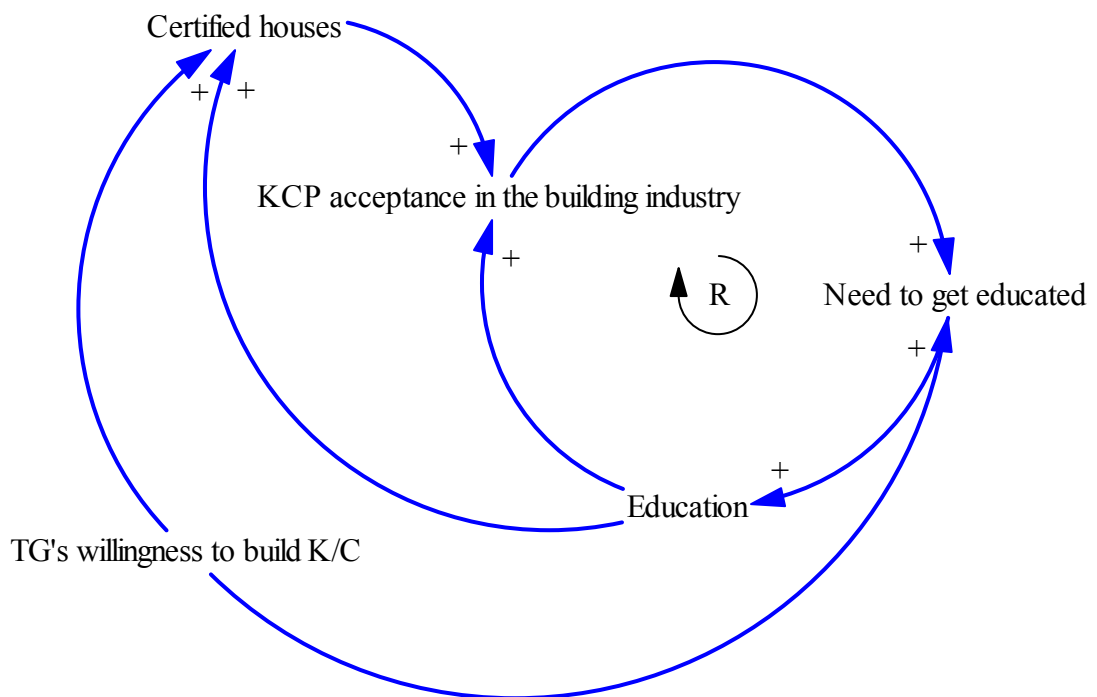 Certified houses
+ +
+
KCP acceptance in the building industry
+
+
R
Need to get educated
+
+
Education
TG's willingness to build K/C